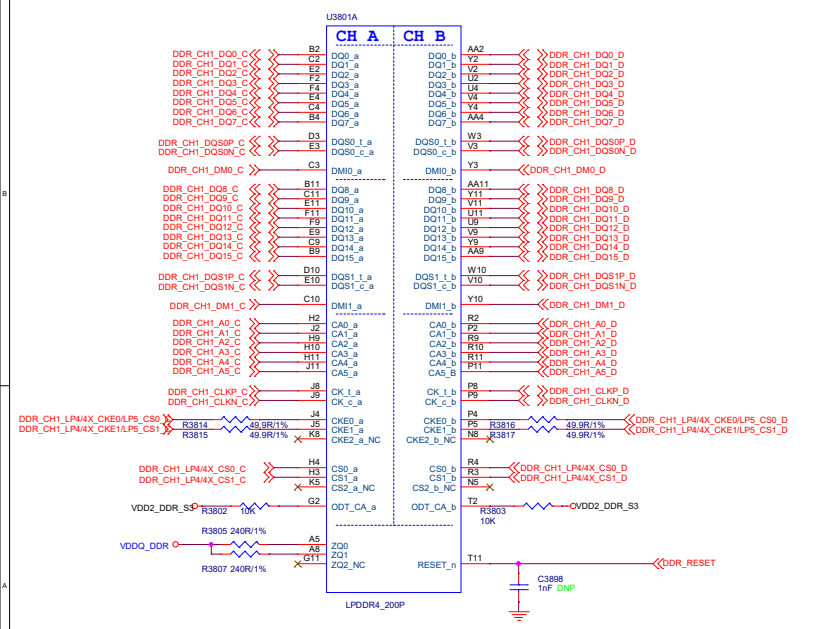 U3801A
CH A CH B
DDR_CH1_DQ0_C B2 DQ0_a DQ0_b AA2 DDR_CH1_DQ0_D
DDR_CH1_DQ1_C C2 DQ1_a DQ1_b Y2 DDR_CH1_DQ1_D
DDR_CH1_DQ2_C E2 DQ2_a DQ2_b V2 DDR_CH1_DQ2_D
DDR_CH1_DQ3_C F2 DQ3_a DQ3_b U2 DDR_CH1_DQ3_D
DDR_CH1_DQ4_C F4 DQ4_a DQ4_b U4 DDR_CH1_DQ4_D
DDR_CH1_DQ5_C E4 DQ5_a DQ5_b V4 DDR_CH1_DQ5_D
DDR_CH1_DQ6_C C4 DQ6_a DQ6_b Y4 DDR_CH1_DQ6_D
DDR_CH1_DQ7_C B4 DQ7_a DQ7_b AA4 DDR_CH1_DQ7_D
DDR_CH1_DQS0P_C D3 DQS0_t_a DQS0_t_b W3 DDR_CH1_DQS0P_D
DDR_CH1_DQS0N_C E3 DQS0_c_a DQS0_c_b V3 DDR_CH1_DQS0N_D
DDR_CH1_DM0_C C3 DMI0_a DMI0_b Y3 DDR_CH1_DM0_D
DDR_CH1_DQ8_C B11 DQ8_a DQ8_b AA11 DDR_CH1_DQ8_D
DDR_CH1_DQ9_C C11 DQ9_a DQ9_b Y11 DDR_CH1_DQ9_D
DDR_CH1_DQ10_C E11 DQ10_a DQ10_b V11 DDR_CH1_DQ10_D
DDR_CH1_DQ11_C F11 DQ11_a DQ11_b U11 DDR_CH1_DQ11_D
DDR_CH1_DQ12_C F9 DQ12_a DQ12_b U9 DDR_CH1_DQ12_D
DDR_CH1_DQ13_C E9 DQ13_a DQ13_b V9 DDR_CH1_DQ13_D
DDR_CH1_DQ14_C C9 DQ14_a DQ14_b Y9 DDR_CH1_DQ14_D
DDR_CH1_DQ15_C B9 DQ15_a DQ15_b AA9 DDR_CH1_DQ15_D
B
DDR_CH1_DQS1P_C D10 DQS1_t_a DQS1_t_b W10 DDR_CH1_DQS1P_D
DDR_CH1_DQS1N_C E10 DQS1_c_a DQS1_c_b V10 DDR_CH1_DQS1N_D
DDR_CH1_DM1_C C10 DMI1_a DMI1_b Y10 DDR_CH1_DM1_D
DDR_CH1_A0_C H2 CA0_a CA0_b R2 DDR_CH1_A0_D
DDR_CH1_A1_C J2 CA1_a CA1_b P2 DDR_CH1_A1_D
DDR_CH1_A2_C H9 CA2_a CA2_b R9 DDR_CH1_A2_D
DDR_CH1_A3_C H10 CA3_a CA3_b R10 DDR_CH1_A3_D
DDR_CH1_A4_C H11 CA4_a CA4_b R11 DDR_CH1_A4_D
DDR_CH1_A5_C J11 CA5_a CA5_B P11 DDR_CH1_A5_D
DDR_CH1_CLKP_C J8 CK_t_a CK_t_b P8 DDR_CH1_CLKP_D
DDR_CH1_CLKN_C J9 CK_c_a CK_c_b P9 DDR_CH1_CLKN_D
DDR_CH1_LP4/4X_CKE0/LP5_CS0 R3814 49.9R/1% J4 CKE0_a CKE0_b P4 R3816 49.9R/1% DDR_CH1_LP4/4X_CKE0/LP5_CS0_D
DDR_CH1_LP4/4X_CKE1/LP5_CS1 R3815 49.9R/1% J5 CKE1_a CKE1_b P5 R3817 49.9R/1% DDR_CH1_LP4/4X_CKE1/LP5_CS1_D
K8 CKE2_a_NC CKE2_b_NC N8
DDR_CH1_LP4/4X_CS0_C H4 CS0_a CS0_b R4 DDR_CH1_LP4/4X_CS0_D
DDR_CH1_LP4/4X_CS1_C H3 CS1_a CS1_b R3 DDR_CH1_LP4/4X_CS1_D
K5 CS2_a_NC CS2_b_NC N5
VDD2_DDR_S3 R3802 10K G2 ODT_CA_a ODT_CA_b T2 R3803 10K VDD2_DDR_S3
R3805 240R/1%
VDDQ_DDR A5 ZQ0
A8 ZQ1
R3807 240R/1% G11 ZQ2_NC RESET_n T11 DDR_RESET
A
C3898
1nF DNP
LPDDR4_200P